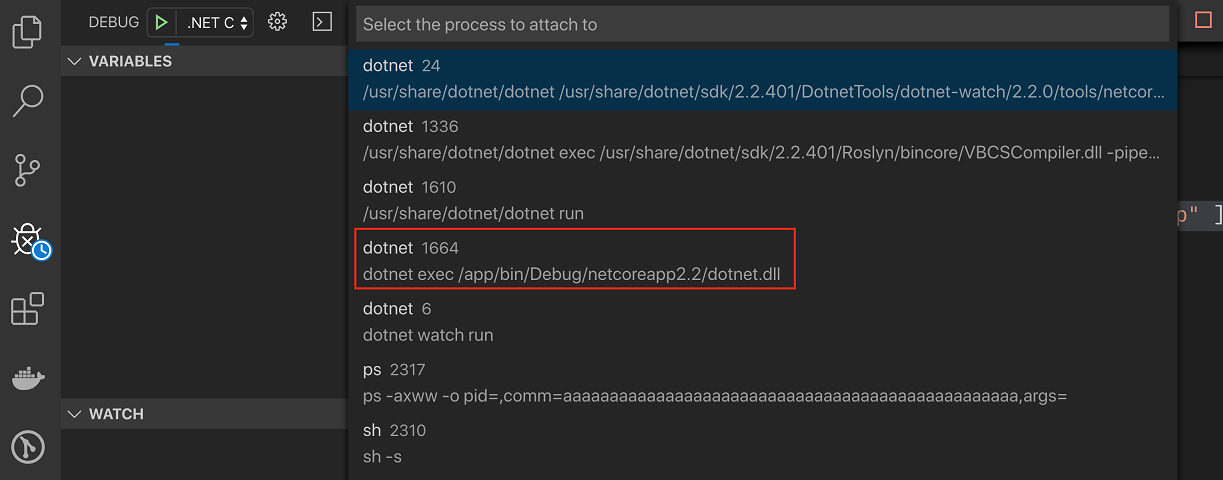 DEBUG .NET C
Select the process to attach to
VARIABLES
dotnet 24
/usr/share/dotnet/dotnet /usr/share/dotnet/sdk/2.2.401/DotnetTools/dotnet-watch/2.2.0/tools/netcor...
dotnet 1336
/usr/share/dotnet/dotnet exec /usr/share/dotnet/sdk/2.2.401/Roslyn/bincore/VBCSCompiler.dll -pipe...
dotnet 1610
/usr/share/dotnet/dotnet run
p" ]
dotnet 1664
dotnet exec /app/bin/Debug/netcoreapp2.2/dotnet.dll
dotnet 6
dotnet watch run
ps 2317
ps -axww -o pid=,comm=aaaaaaaaaaaaaaaaaaaaaaaaaaaaaaaaaaaaaaaaaaaaaaaaaa,args=
WATCH
sh 2310
sh -s